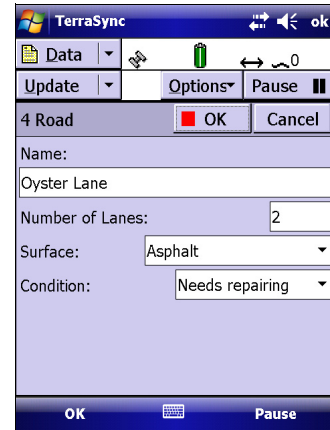 TerraSync ok
Data 0
Update Options Pause
4 Road OK Cancel
Name:
Oyster Lane
Number of Lanes: 2
Surface: Asphalt
Condition: Needs repairing
OK Pause